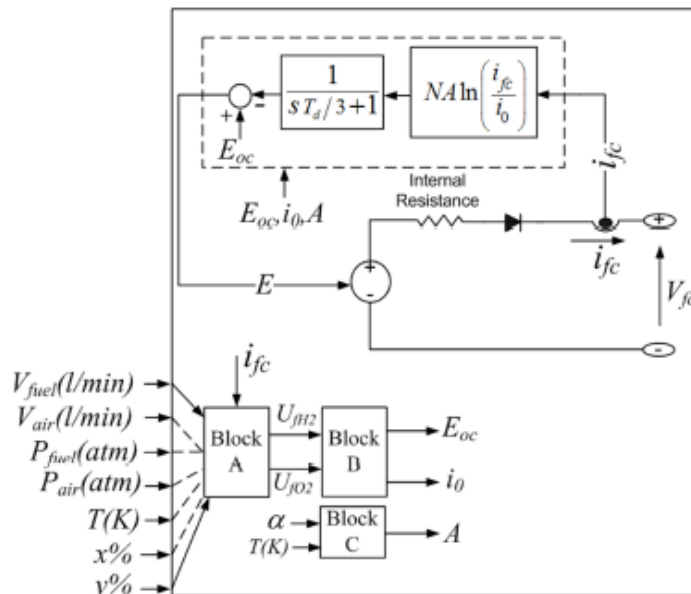 1
s T_d / 3 + 1
NA ln( i_fc / i_0 )
+ -
E_oc
E_oc, i_0, A
Internal
Resistance
i_fc
+
i_fc
E
+
-
V_fc
-
i_fc
V_fuel(l/min)
V_air(l/min)
P_fuel(atm)
P_air(atm)
T(K)
x%
y%
Block
A
U_fH2
U_fO2
Block
B
E_oc
i_0
α
T(K)
Block
C
A